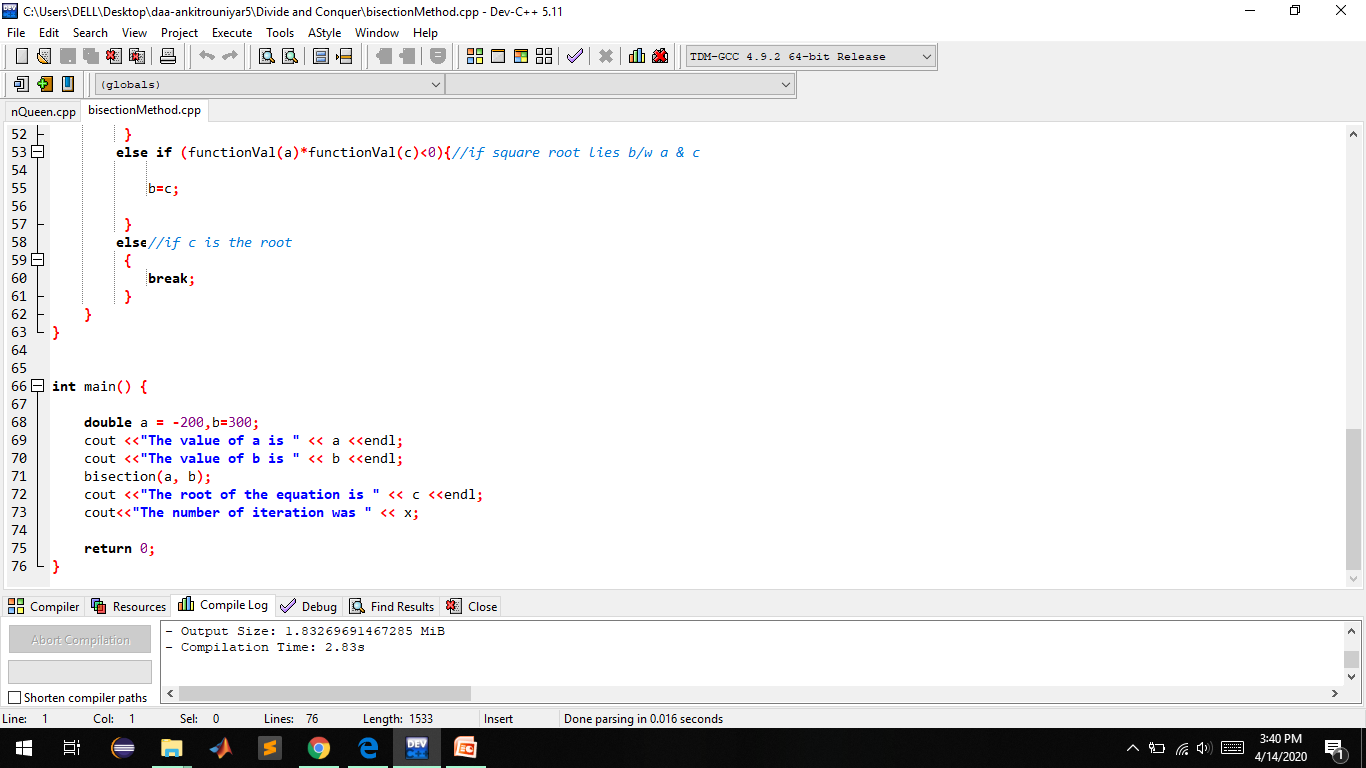 C:\Users\DELL\Desktop\daa-ankitrouniyar5\Divide and Conquer\bisectionMethod.cpp - Dev-C++ 5.11
File Edit Search View Project Execute Tools AStyle Window Help
TDM-GCC 4.9.2 64-bit Release
(globals)
nQueen.cpp bisectionMethod.cpp
52 }
53 else if (functionVal(a)*functionVal(c)<0){//if square root lies b/w a & c
54
55 b=c;
56
57 }
58 else//if c is the root
59 {
60 break;
61 }
62 }
63 }
64
65
66 int main() {
67
68 double a = -200,b=300;
69 cout <<"The value of a is " << a <<endl;
70 cout <<"The value of b is " << b <<endl;
71 bisection(a, b);
72 cout <<"The root of the equation is " << c <<endl;
73 cout<<"The number of iteration was " << x;
74
75 return 0;
76 }
Compiler Resources Compile Log Debug Find Results Close
Abort Compilation
- Output Size: 1.83269691467285 MiB
- Compilation Time: 2.83s
Shorten compiler paths
Line: 1 Col: 1 Sel: 0 Lines: 76 Length: 1533 Insert Done parsing in 0.016 seconds
DEV
3:40 PM
4/14/2020
1